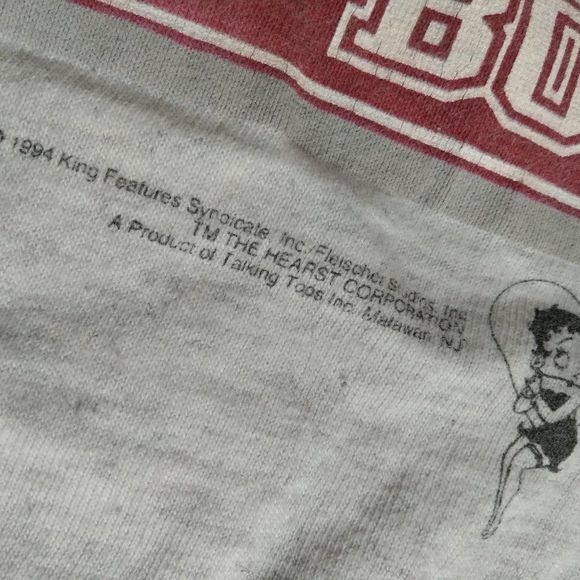 BO
© 1994 King Features Syndicate, Inc./Fleischer Studios, Inc.
TM THE HEARST CORPORATION
A Product of Talking Tops Inc. Matawan, NJ